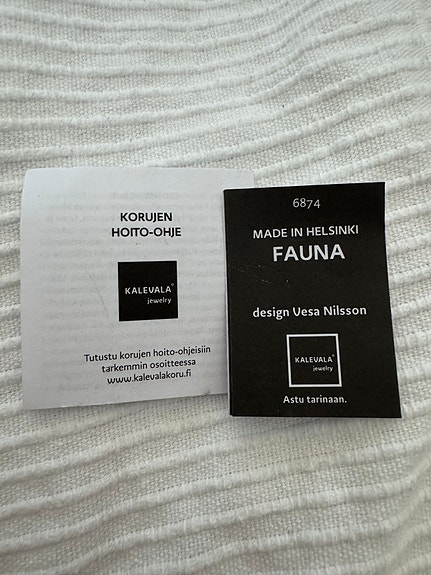 KORUJEN
HOITO-OHJE
KALEVALA®
jewelry
Tutustu korujen hoito-ohjeisiin
tarkemmin osoitteessa
www.kalevalakoru.fi
6874
MADE IN HELSINKI
FAUNA
design Vesa Nilsson
KALEVALA®
jewelry
Astu tarinaan.